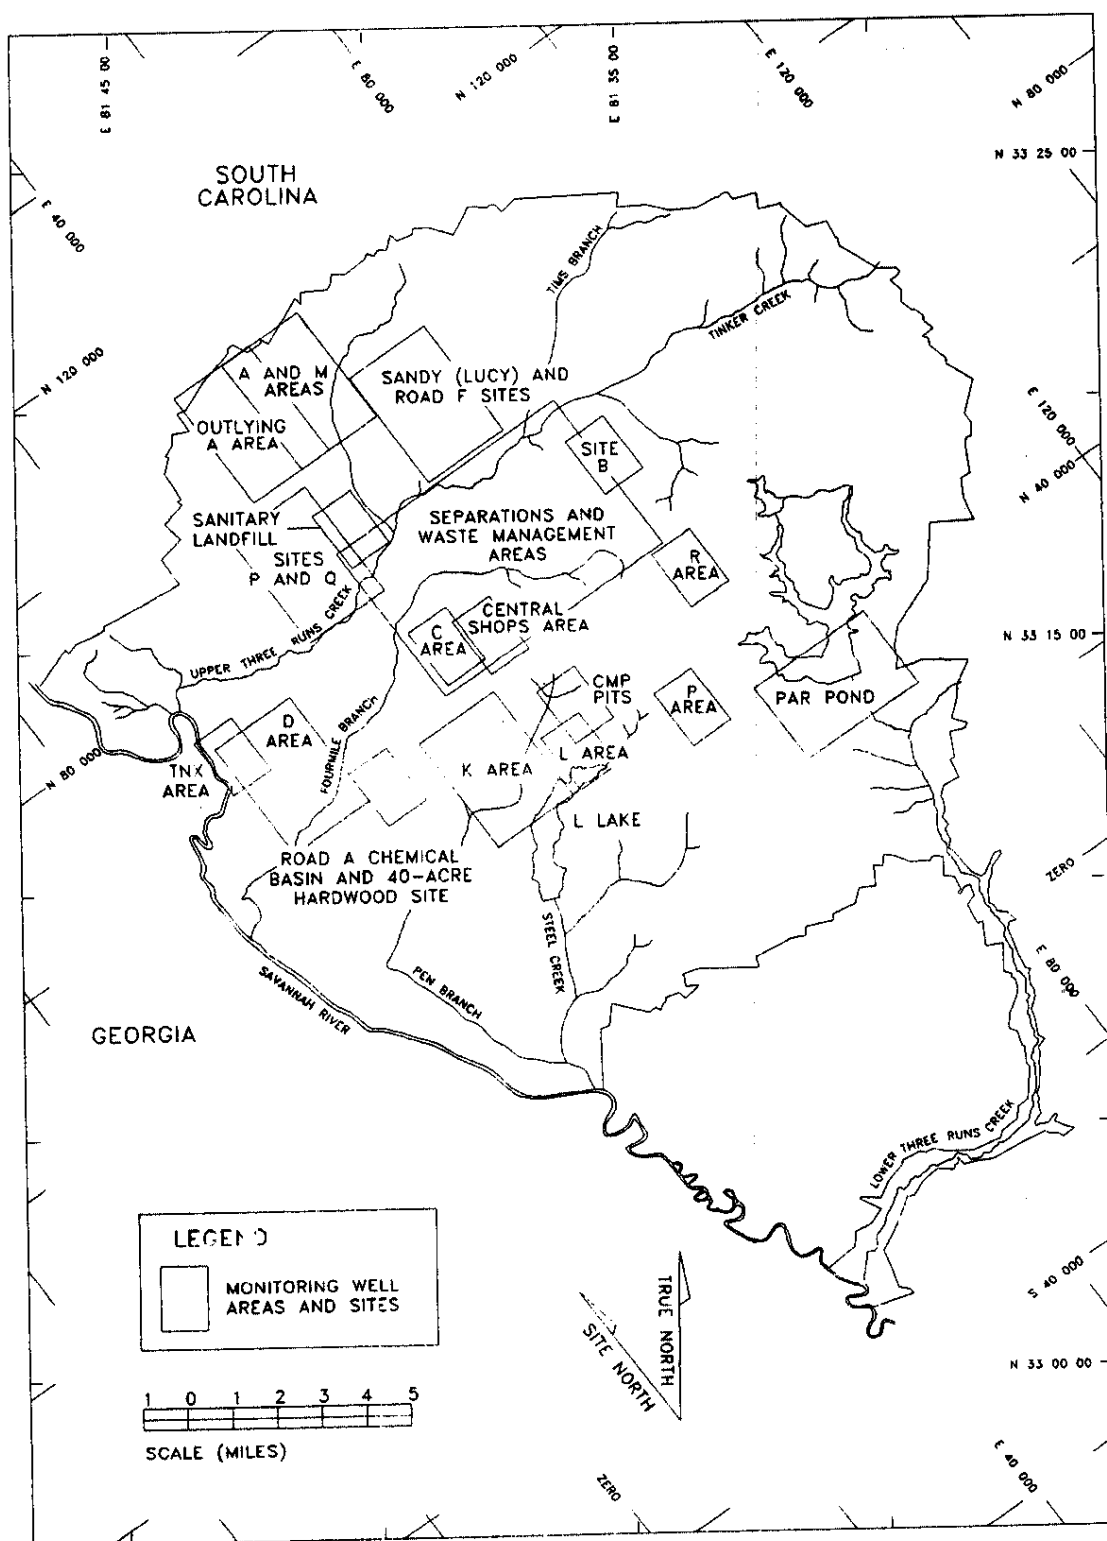 E 81 45 00
E 80 000
N 120 000
E 81 35 00
E 120 000
N 80 000
N 33 25 00
SOUTH
CAROLINA
E 40 000
TIMS BRANCH
TINKER CREEK
N 120 000
A AND M
AREAS
SANDY (LUCY) AND
ROAD F SITES
OUTLYING
A AREA
SITE
B
E 120 000
N 40 000
SANITARY
LANDFILL
SEPARATIONS AND
WASTE MANAGEMENT
AREAS
SITES
P AND Q
R
AREA
CENTRAL
SHOPS AREA
C
AREA
N 33 15 00
UPPER THREE RUNS CREEK
CMP
PITS
P
AREA
PAR POND
D
AREA
FOURMILE BRANCH
L AREA
K AREA
N 80 000
TNX
AREA
L LAKE
ROAD A CHEMICAL
BASIN AND 40-ACRE
HARDWOOD SITE
ZERO
STEEL CREEK
E 80 000
PEN BRANCH
SAVANNAH RIVER
GEORGIA
LOWER THREE RUNS CREEK
LEGEND
MONITORING WELL
AREAS AND SITES
TRUE NORTH
SITE NORTH
S 40 000
N 33 00 00
1 0 1 2 3 4 5
SCALE (MILES)
E 40 000
ZERO